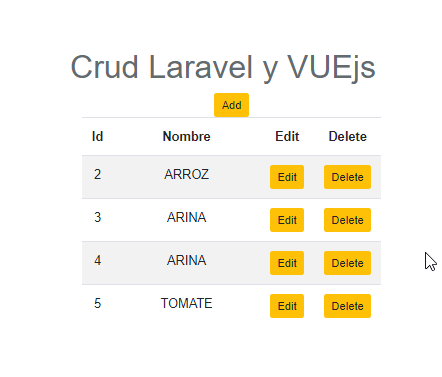 Crud Laravel y VUEjs
Add
Id Nombre Edit Delete
2 ARROZ Edit Delete
3 ARINA Edit Delete
4 ARINA Edit Delete
5 TOMATE Edit Delete